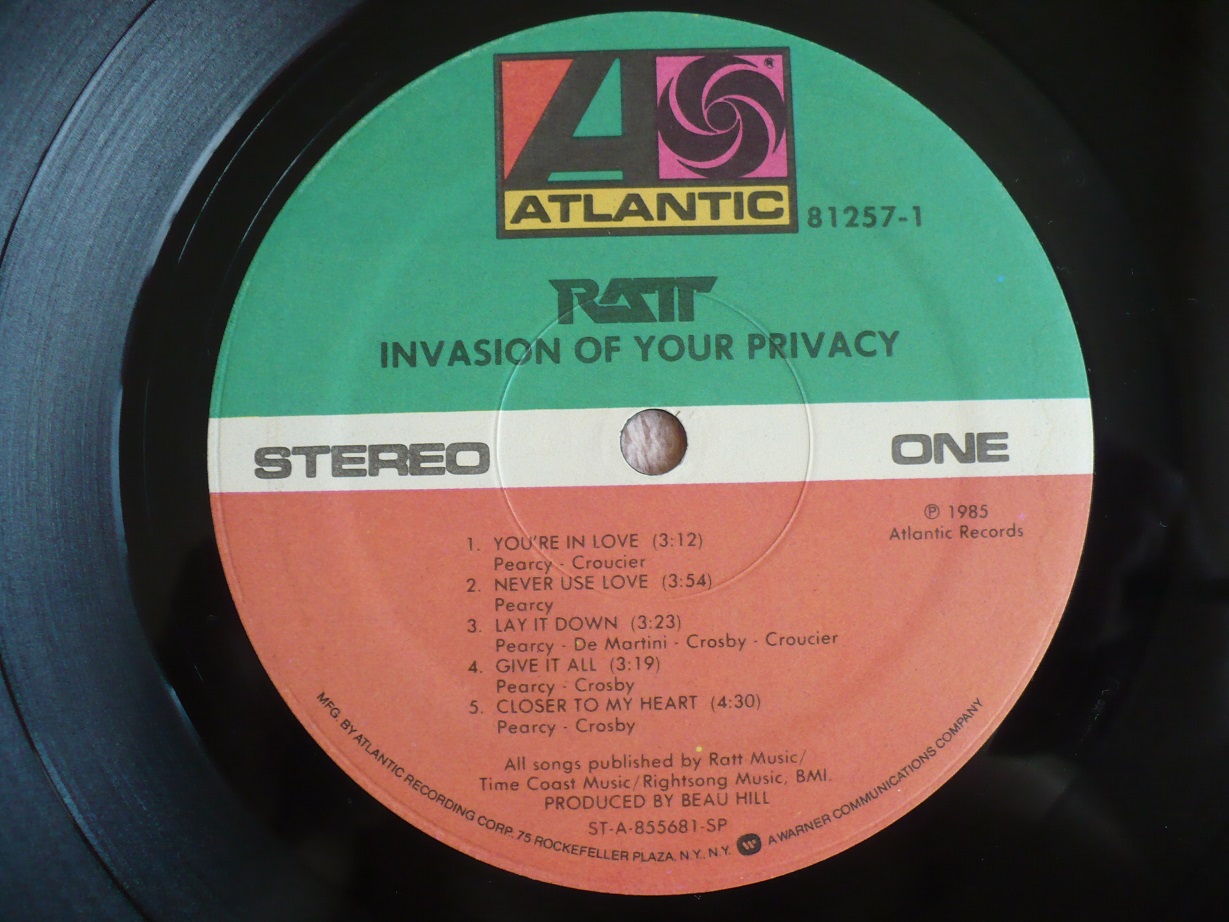 ATLANTIC
81257-1
RATT
INVASION OF YOUR PRIVACY
STEREO
ONE
℗ 1985
Atlantic Records
1. YOU'RE IN LOVE (3:12)
Pearcy - Croucier
2. NEVER USE LOVE (3:54)
Pearcy
3. LAY IT DOWN (3:23)
Pearcy - De Martini - Crosby - Croucier
4. GIVE IT ALL (3:19)
Pearcy - Crosby
5. CLOSER TO MY HEART (4:30)
Pearcy - Crosby
All songs published by Ratt Music/
Time Coast Music/Rightsong Music, BMI.
PRODUCED BY BEAU HILL
ST-A-855681-SP
MFG. BY ATLANTIC RECORDING CORP. 75 ROCKEFELLER PLAZA, N.Y., N.Y. A WARNER COMMUNICATIONS COMPANY